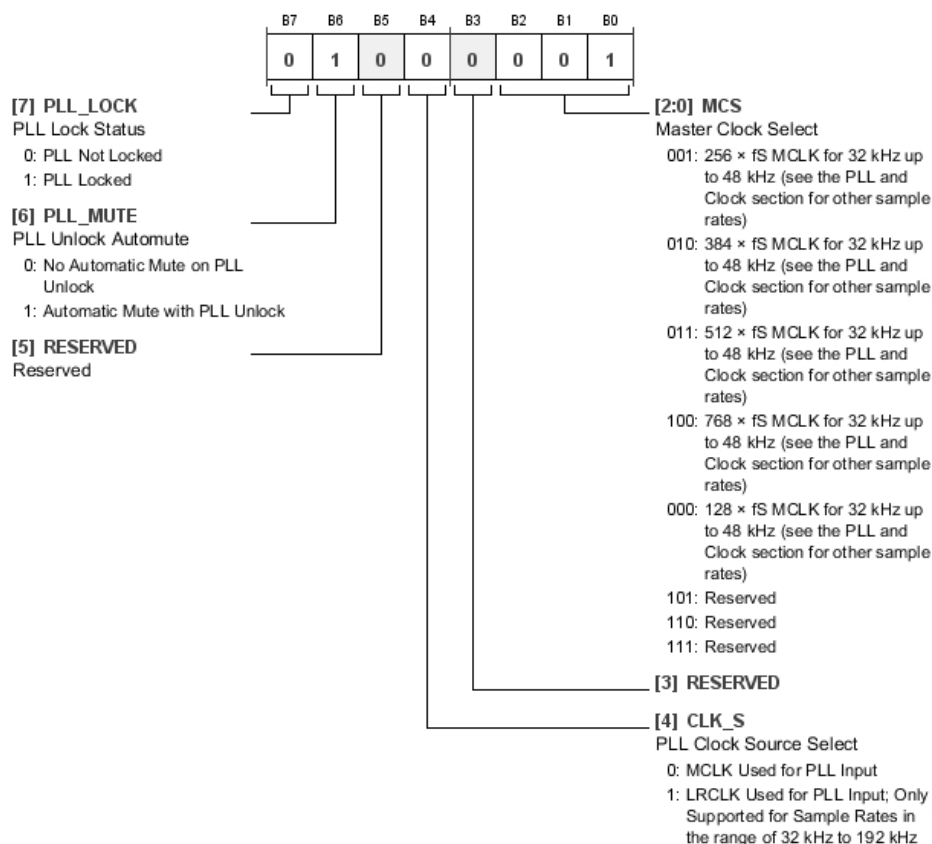 B7 B6 B5 B4 B3 B2 B1 B0
0 1 0 0 0 0 0 1
[7] PLL_LOCK
PLL Lock Status
0: PLL Not Locked
1: PLL Locked
[6] PLL_MUTE
PLL Unlock Automute
0: No Automatic Mute on PLL
Unlock
1: Automatic Mute with PLL Unlock
[5] RESERVED
Reserved
[2:0] MCS
Master Clock Select
001: 256 × fS MCLK for 32 kHz up
to 48 kHz (see the PLL and
Clock section for other sample
rates)
010: 384 × fS MCLK for 32 kHz up
to 48 kHz (see the PLL and
Clock section for other sample
rates)
011: 512 × fS MCLK for 32 kHz up
to 48 kHz (see the PLL and
Clock section for other sample
rates)
100: 768 × fS MCLK for 32 kHz up
to 48 kHz (see the PLL and
Clock section for other sample
rates)
000: 128 × fS MCLK for 32 kHz up
to 48 kHz (see the PLL and
Clock section for other sample
rates)
101: Reserved
110: Reserved
111: Reserved
[3] RESERVED
[4] CLK_S
PLL Clock Source Select
0: MCLK Used for PLL Input
1: LRCLK Used for PLL Input; Only
Supported for Sample Rates in
the range of 32 kHz to 192 kHz